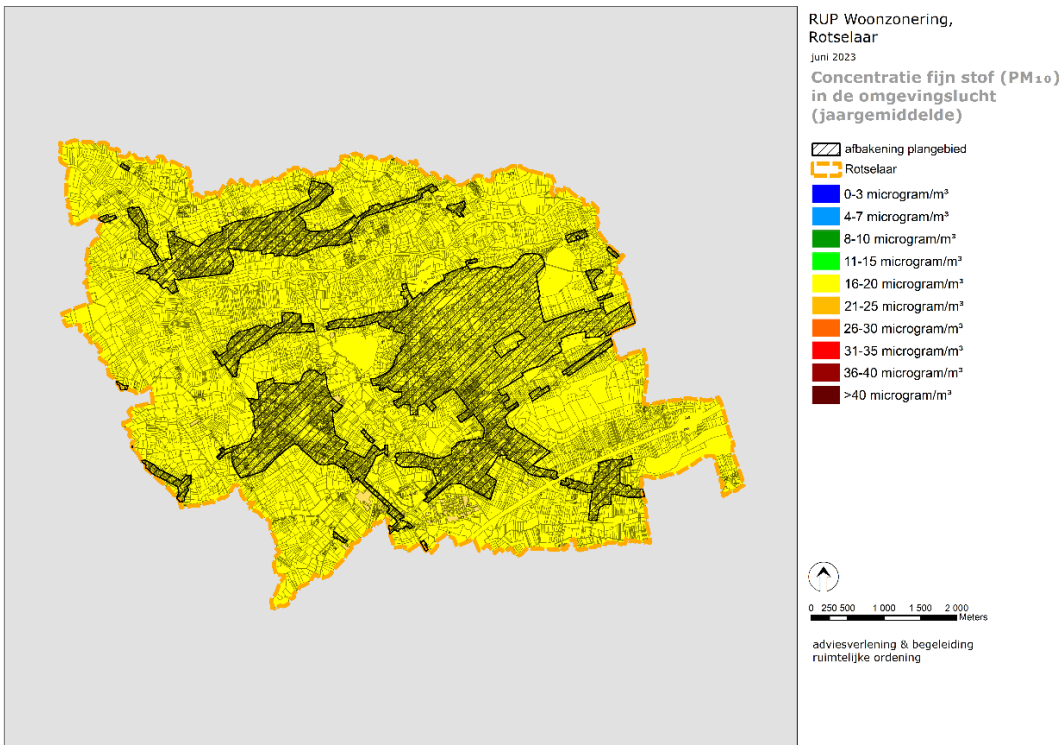 RUP Woonzonering,
Rotselaar
juni 2023
Concentratie fijn stof (PM₁₀)
in de omgevingslucht
(jaargemiddelde)
afbakening plangebied
Rotselaar
0-3 microgram/m³
4-7 microgram/m³
8-10 microgram/m³
11-15 microgram/m³
16-20 microgram/m³
21-25 microgram/m³
26-30 microgram/m³
31-35 microgram/m³
36-40 microgram/m³
>40 microgram/m³
0 250 500 1 000 1 500 2 000
Meters
adviesverlening & begeleiding
ruimtelijke ordening